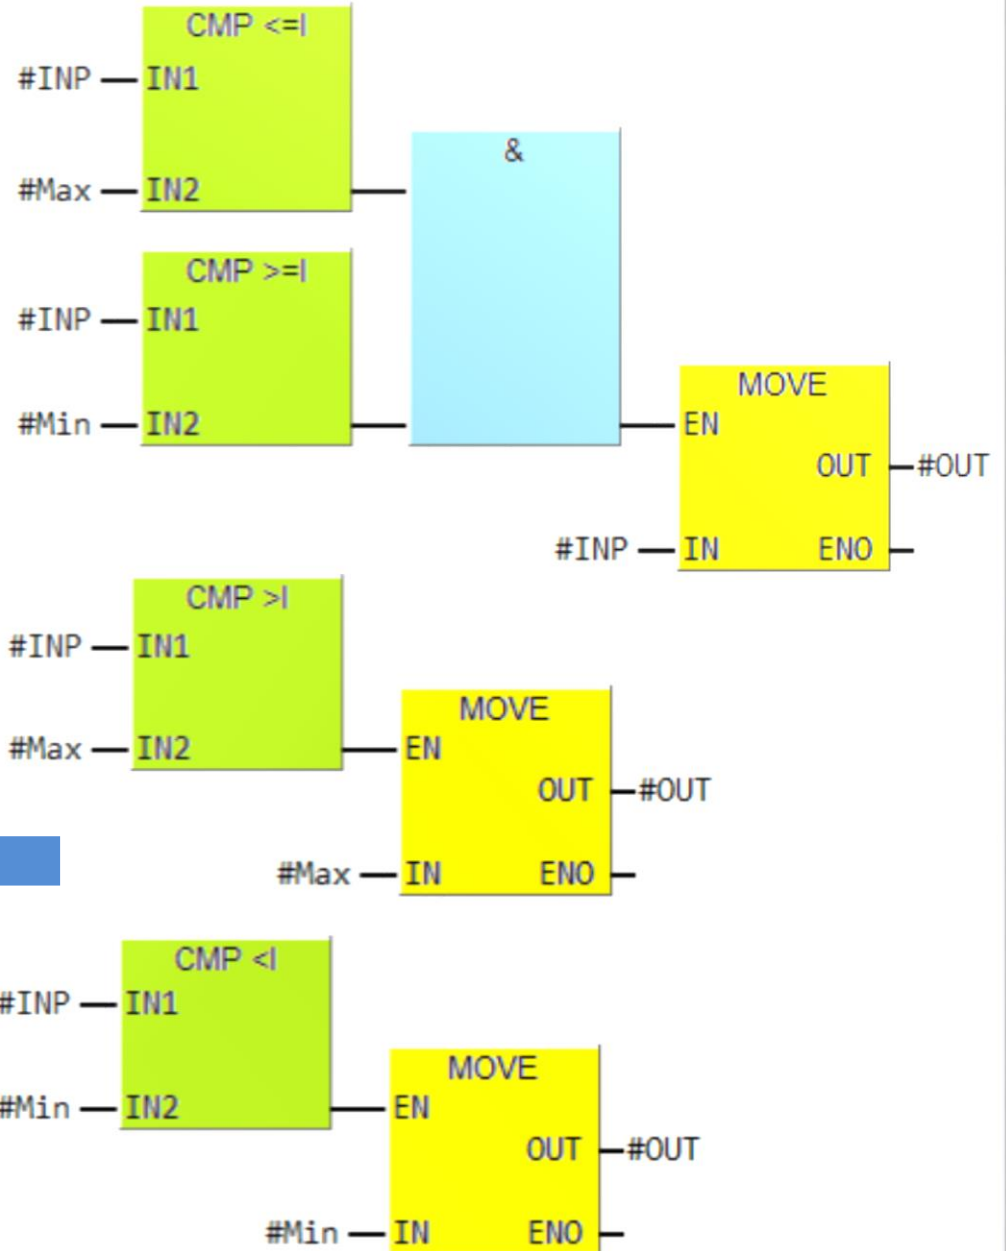 CMP <=I
#INP IN1
#Max IN2
&
CMP >=I
#INP IN1
#Min IN2
MOVE
EN
OUT #OUT
#INP IN ENO
CMP >I
#INP IN1
#Max IN2
MOVE
EN
OUT #OUT
#Max IN ENO
CMP <I
#INP IN1
#Min IN2
MOVE
EN
OUT #OUT
#Min IN ENO